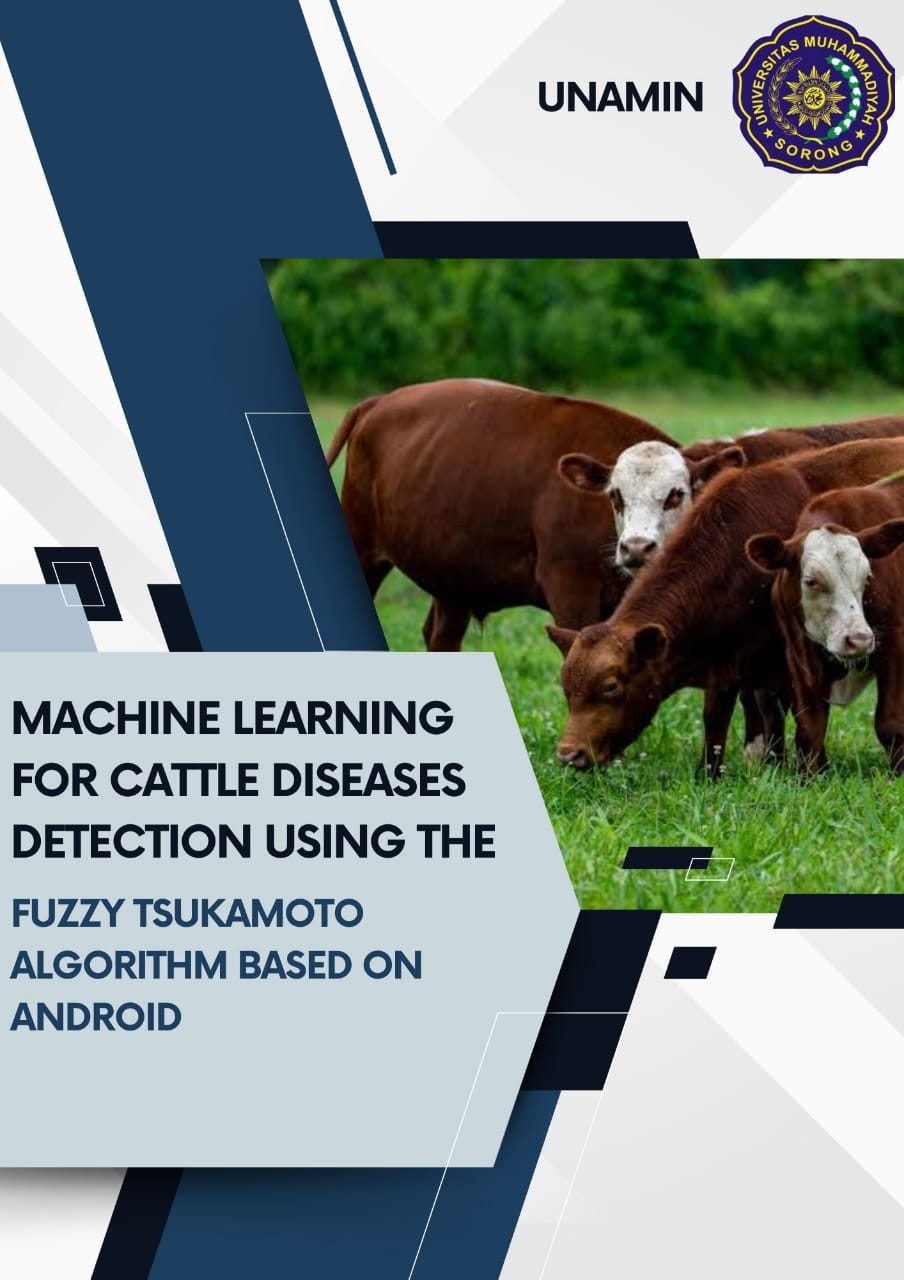 UNAMIN
UNIVERSITAS MUHAMMADIYAH
SORONG
MACHINE LEARNING
FOR CATTLE DISEASES
DETECTION USING THE
FUZZY TSUKAMOTO
ALGORITHM BASED ON
ANDROID